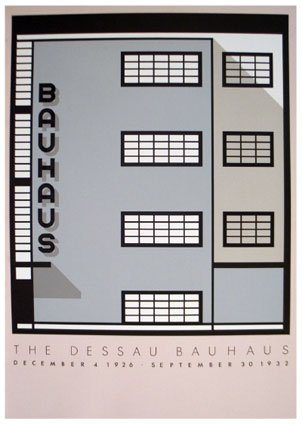 BAUHAUS
THE DESSAU BAUHAUS
DECEMBER 4 1926 · SEPTEMBER 30 1932